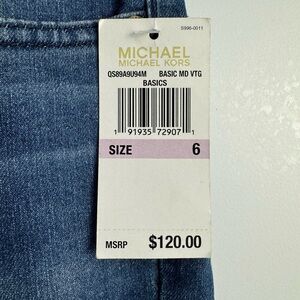 S996-0011
MICHAEL
MICHAEL KORS
QS89A9U94M BASIC MD VTG
BASICS
1 91935 72907 1
SIZE 6
MSRP $120.00